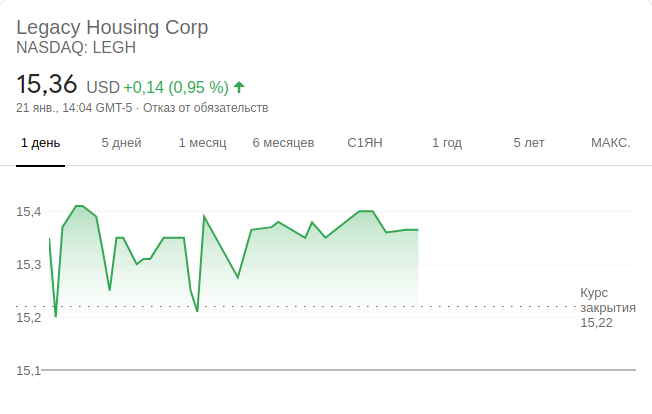 Legacy Housing Corp
NASDAQ: LEGH
15,36 USD +0,14 (0,95 %)
21 янв., 14:04 GMT-5 · Отказ от обязательств
1 день 5 дней 1 месяц 6 месяцев С1ЯН 1 год 5 лет МАКС.
15,4
15,3
Курс
закрытия
15,22
15,2
15,1